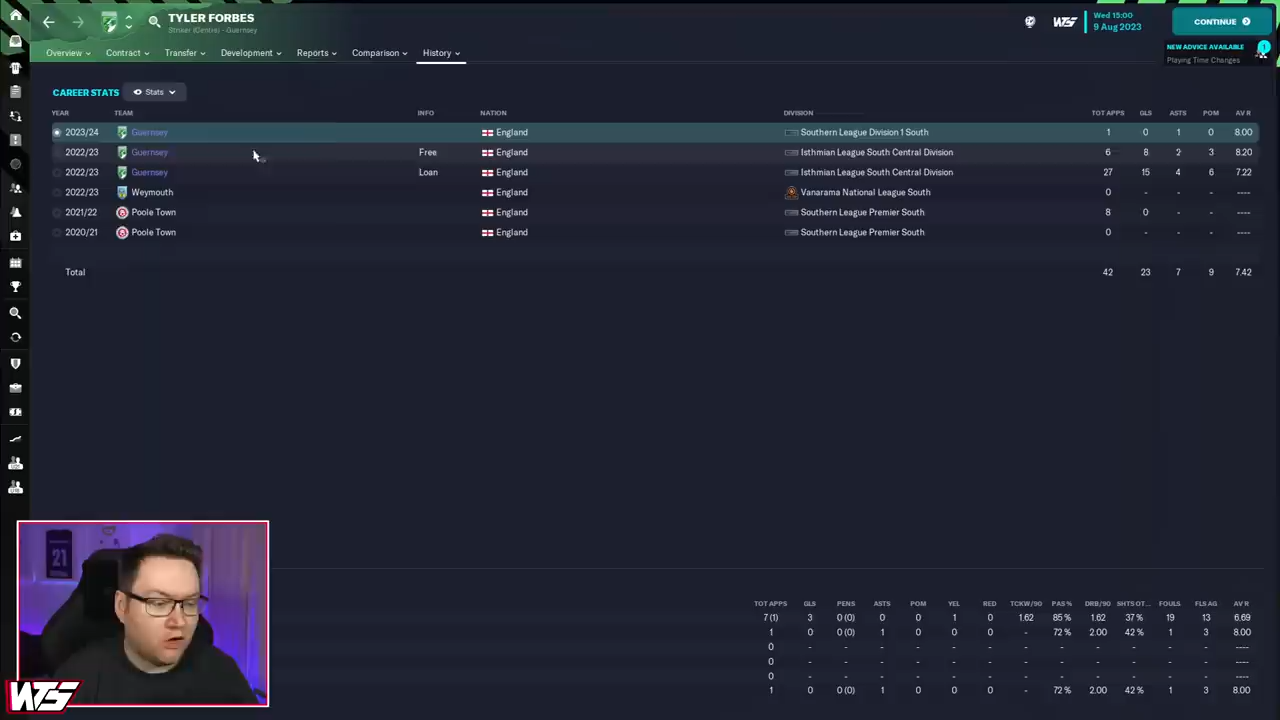 TYLER FORBES
Striker (Centre) - Guernsey
WTS
Wed 15:00
9 Aug 2023
CONTINUE
NEW ADVICE AVAILABLE
1
Playing Time Changes
Overview
Contract
Transfer
Development
Reports
Comparison
History
CAREER STATS Stats
YEAR TEAM INFO NATION DIVISION TOT APPS GLS ASTS POM AV R
2023/24 Guernsey England Southern League Division 1 South 1 0 1 0 8.00
2022/23 Guernsey Free England Isthmian League South Central Division 6 8 2 3 8.20
2022/23 Guernsey Loan England Isthmian League South Central Division 27 15 4 6 7.22
2022/23 Weymouth England Vanarama National League South 0 - - - ----
2021/22 Poole Town England Southern League Premier South 8 0 - - ----
2020/21 Poole Town England Southern League Premier South 0 - - - ----
Total 42 23 7 9 7.42
TOT APPS GLS PENS ASTS POM YEL RED TCKW/90 PAS % DRB/90 SHTS OT... FOULS FLS AG AV R
7 (1) 3 0 (0) 0 0 1 0 1.62 85 % 1.62 37 % 19 13 6.69
1 0 0 (0) 1 0 0 0 - 72 % 2.00 42 % 1 3 8.00
0 - - - - - - - - - - - - ----
0 - - - - - - - - - - - - ----
0 - - - - - - - - - - - - ----
1 0 0 (0) 1 0 0 0 - 72 % 2.00 42 % 1 3 8.00
21
WTS